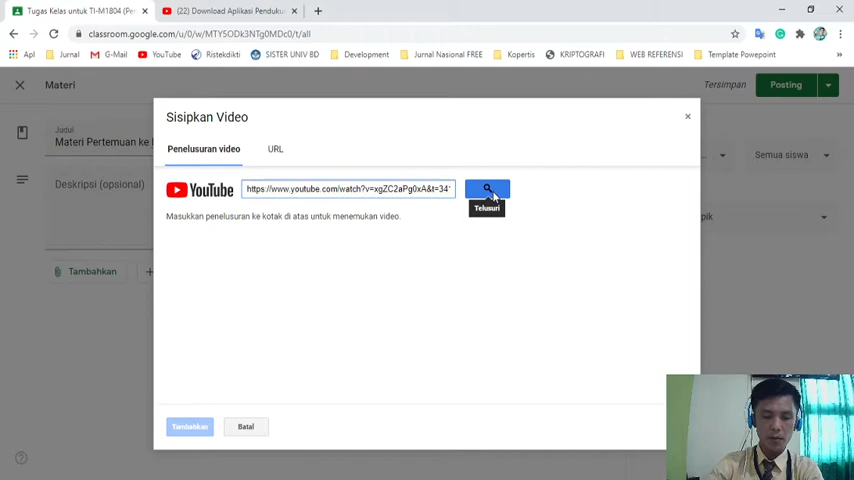 Tugas Kelas untuk TI-M1804 (Pe
(22) Download Aplikasi Penduku
classroom.google.com/u/0/w/MTY5ODk3NTg0MDc0/t/all
Apl
Jurnal
G-Mail
YouTube
Ristekdikti
SISTER UNIV BD
Development
Jurnal Nasional FREE
Kopertis
KRIPTOGRAFI
WEB REFERENSI
Template Powepoint
Materi
Tersimpan
Posting
Sisipkan Video
Judul
Penelusuran video
URL
Materi Pertemuan ke
Semua siswa
Deskripsi (opsional)
YouTube
https://www.youtube.com/watch?v=xgZC2aPg0xA&t=34
Telusuri
Masukkan penelusuran ke kotak di atas untuk menemukan video.
pik
Tambahkan
Tambahkan
Batal